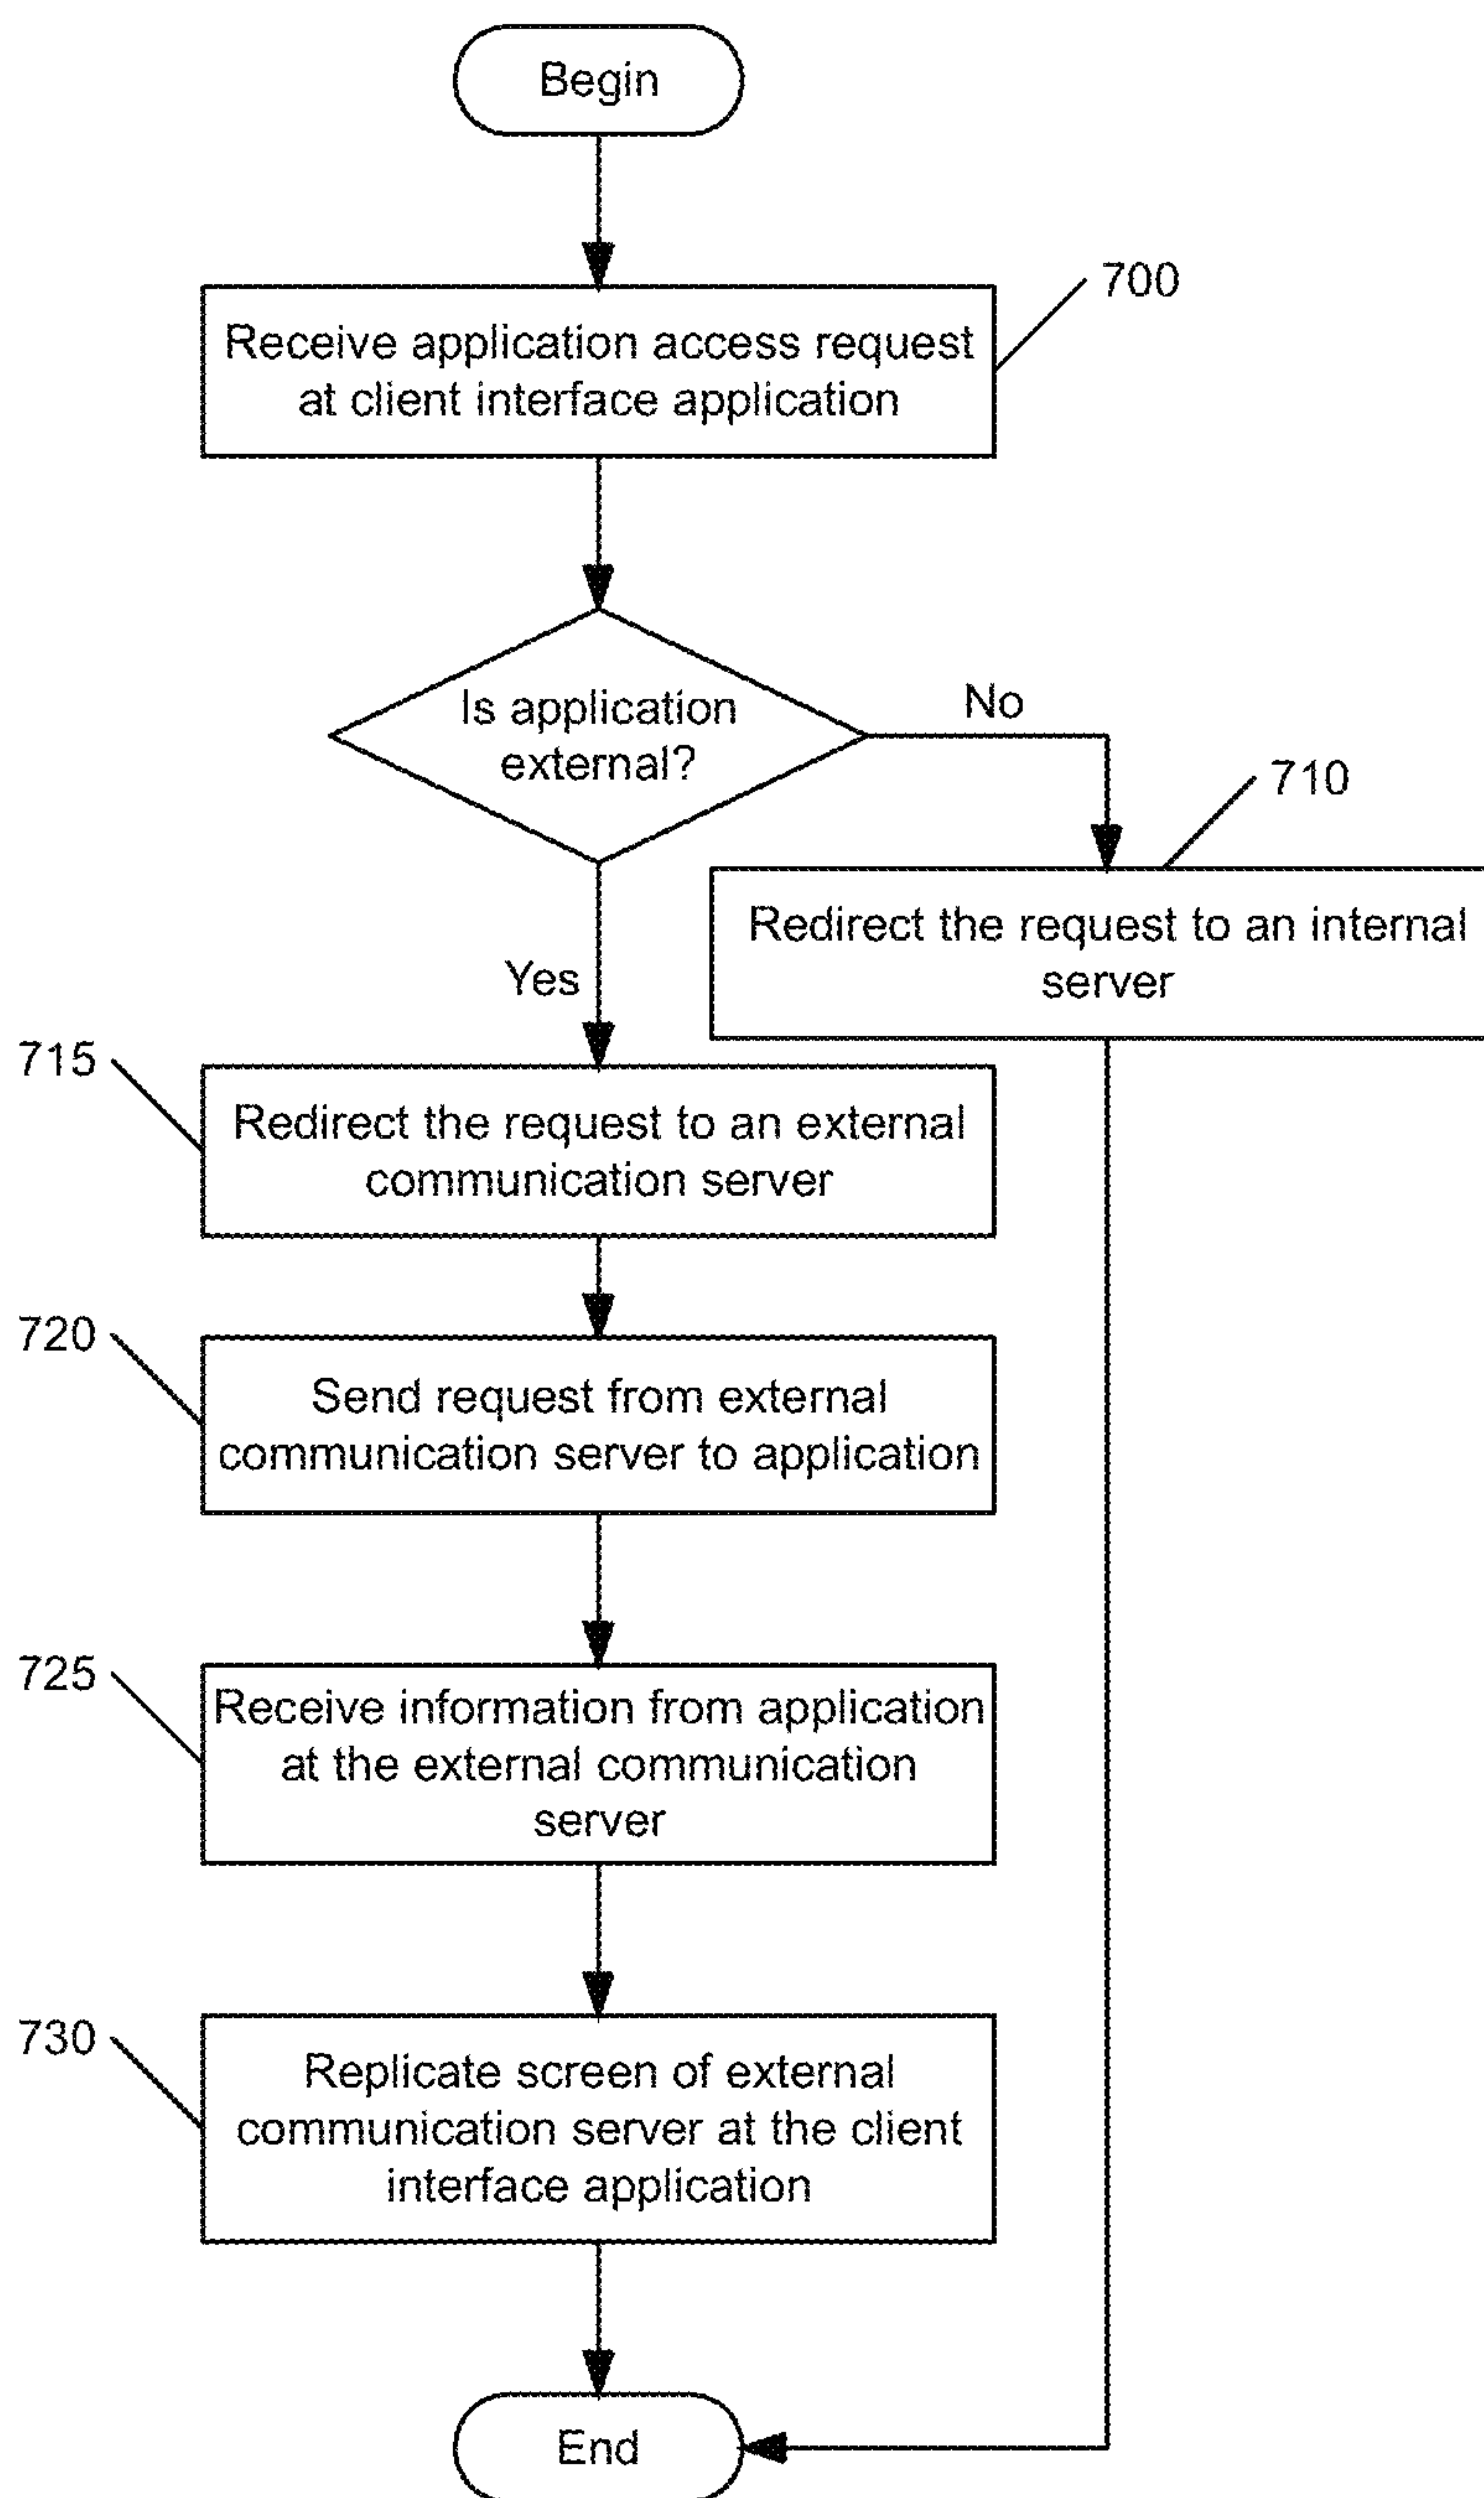 Begin
700
Receive application access request
at client interface application
Is application
external?
No
710
Redirect the request to an internal
server
Yes
715
Redirect the request to an external
communication server
720
Send request from external
communication server to application
725
Receive information from application
at the external communication
server
730
Replicate screen of external
communication server at the client
interface application
End